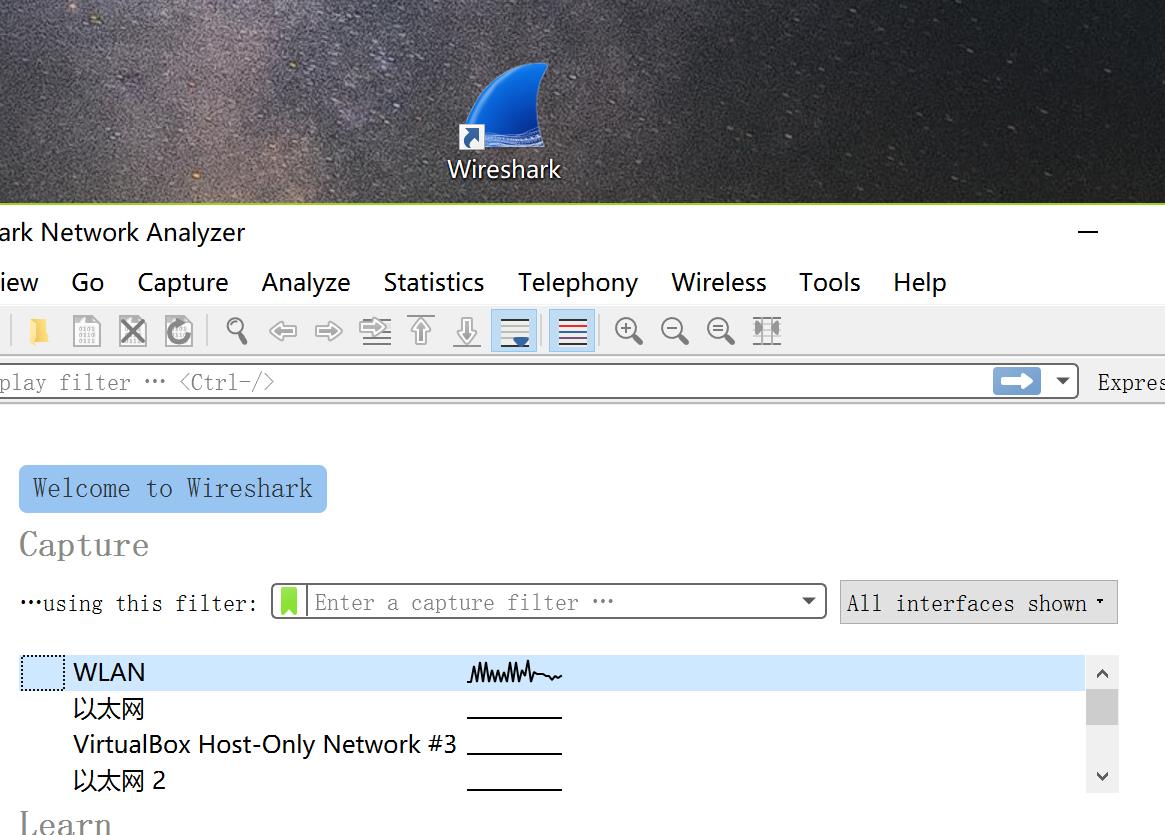 Wireshark
ark Network Analyzer
iew Go Capture Analyze Statistics Telephony Wireless Tools Help
play filter … <Ctrl-/> Expres
Welcome to Wireshark
Capture
…using this filter: Enter a capture filter … All interfaces shown
WLAN
以太网
VirtualBox Host-Only Network #3
以太网 2
Learn